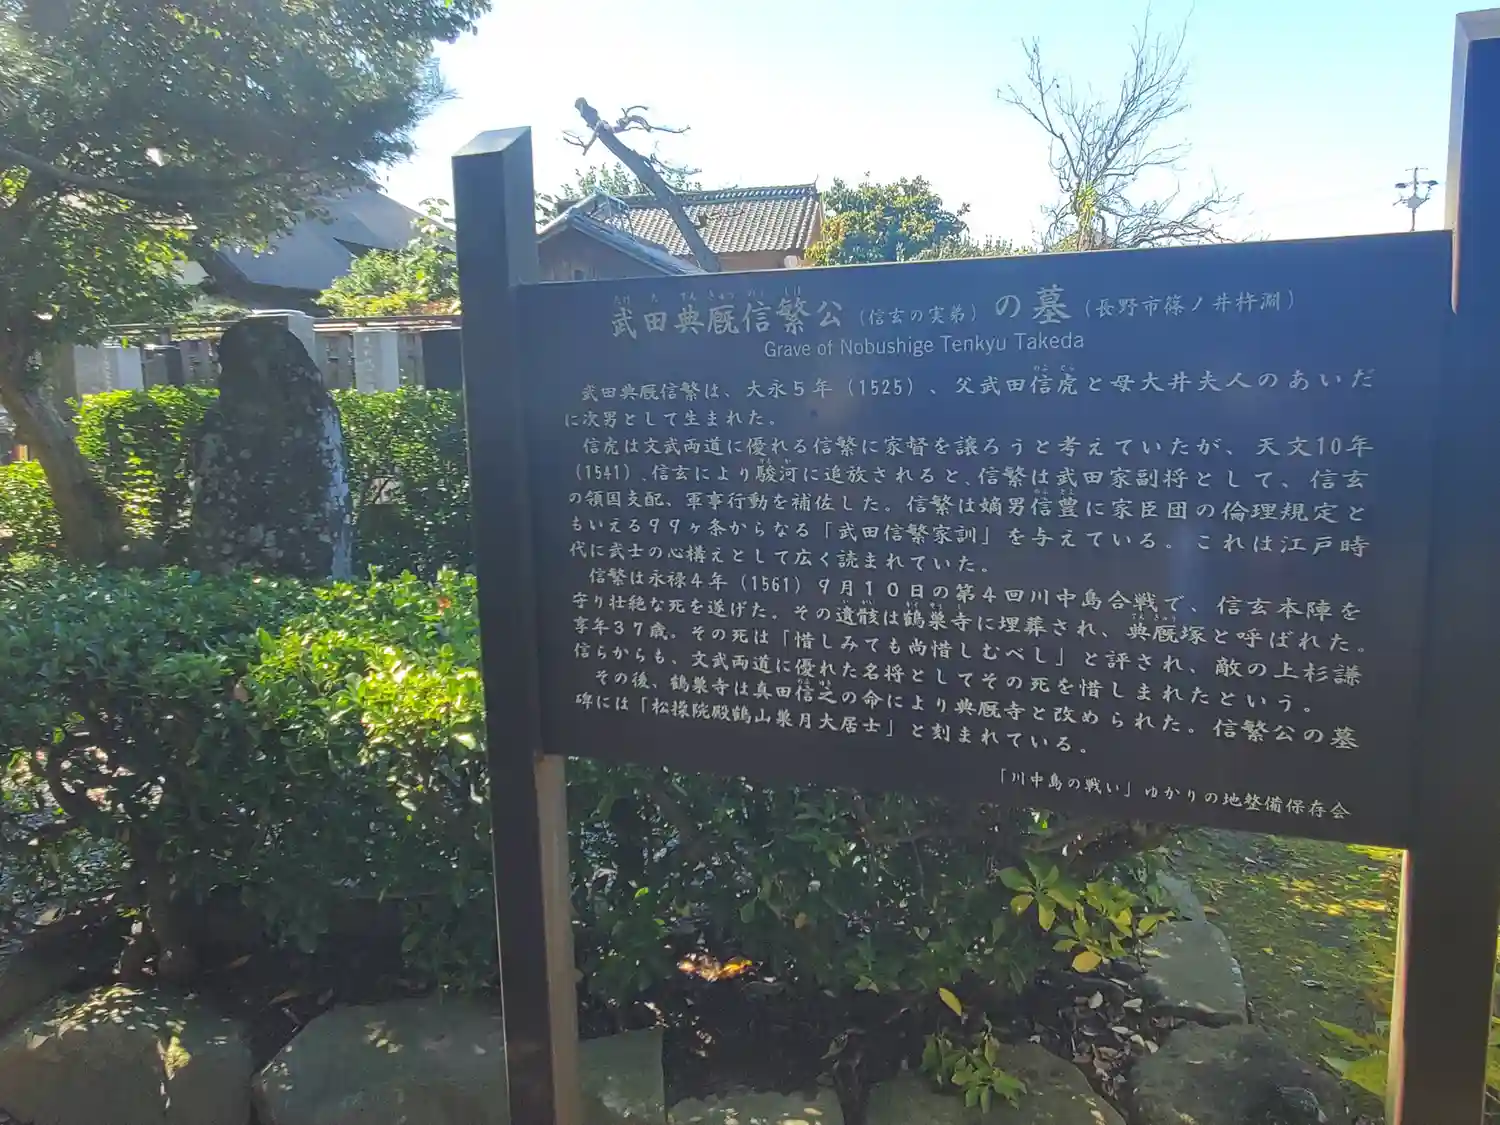 武田典厩信繁公（信玄の実弟）の墓（長野市篠ノ井杵淵）
Grave of Nobushige Tenkyu Takeda
武田典厩信繁は、大永５年（1525）、父武田信虎と母大井夫人のあいだ
に次男として生まれた。
信虎は文武両道に優れる信繁に家督を譲ろうと考えていたが、天文10年
（1541）、信玄により駿河に追放されると、信繁は武田家副将として、信玄
の領国支配、軍事行動を補佐した。信繁は嫡男信豊に家臣団の倫理規定と
もいえる９９ヶ条からなる「武田信繁家訓」を与えている。これは江戸時
代に武士の心構えとして広く読まれていた。
信繁は永禄４年（1561）９月１０日の第４回川中島合戦で、信玄本陣を
守り壮絶な死を遂げた。その遺骸は鶴巣寺に埋葬され、典厩塚と呼ばれた。
享年３７歳。その死は「惜しみても尚惜しむべし」と評され、敵の上杉謙
信らからも、文武両道に優れた名将としてその死を惜しまれたという。
その後、鶴巣寺は真田信之の命により典厩寺と改められた。信繁公の墓
碑には「松操院殿鶴山巣月大居士」と刻まれている。
「川中島の戦い」ゆかりの地整備保存会